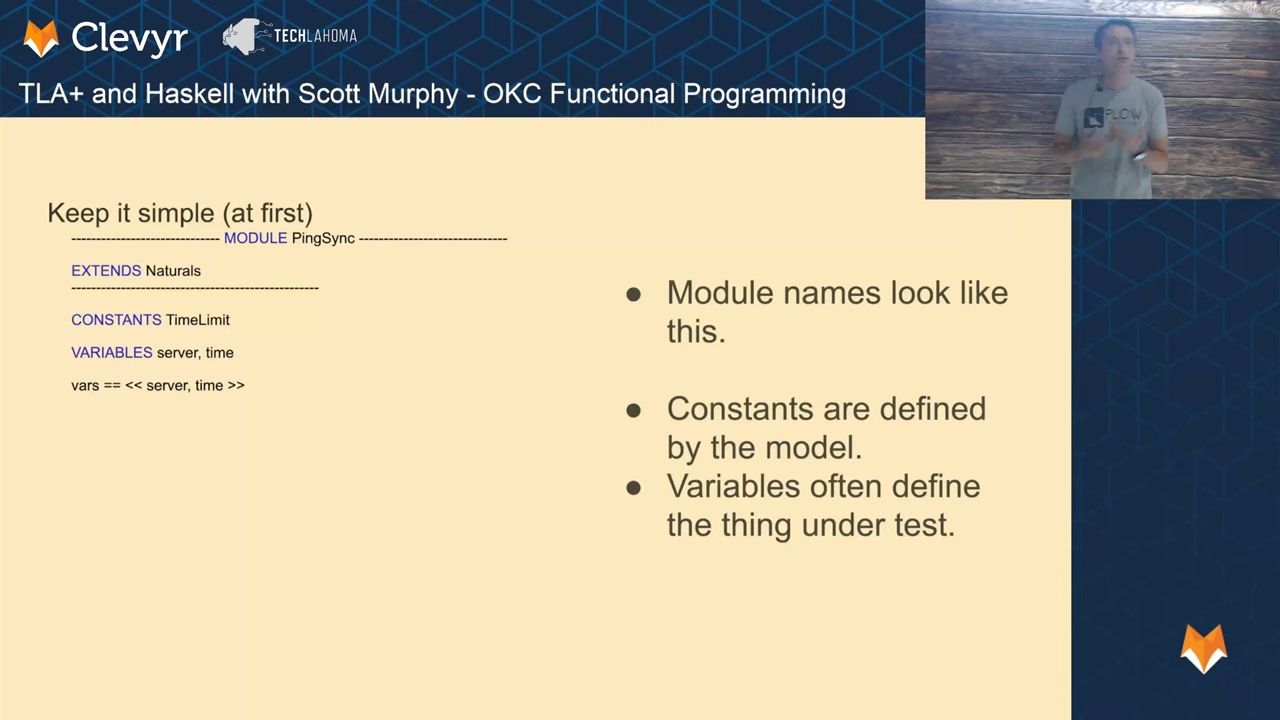 Clevyr
TECHLAHOMA
TLA+ and Haskell with Scott Murphy - OKC Functional Programming
PLOW
Keep it simple (at first)
------------------------------ MODULE PingSync ------------------------------
EXTENDS Naturals
--------------------------------------------------
CONSTANTS TimeLimit
VARIABLES server, time
vars == << server, time >>
● Module names look like
this.
● Constants are defined
by the model.
● Variables often define
the thing under test.